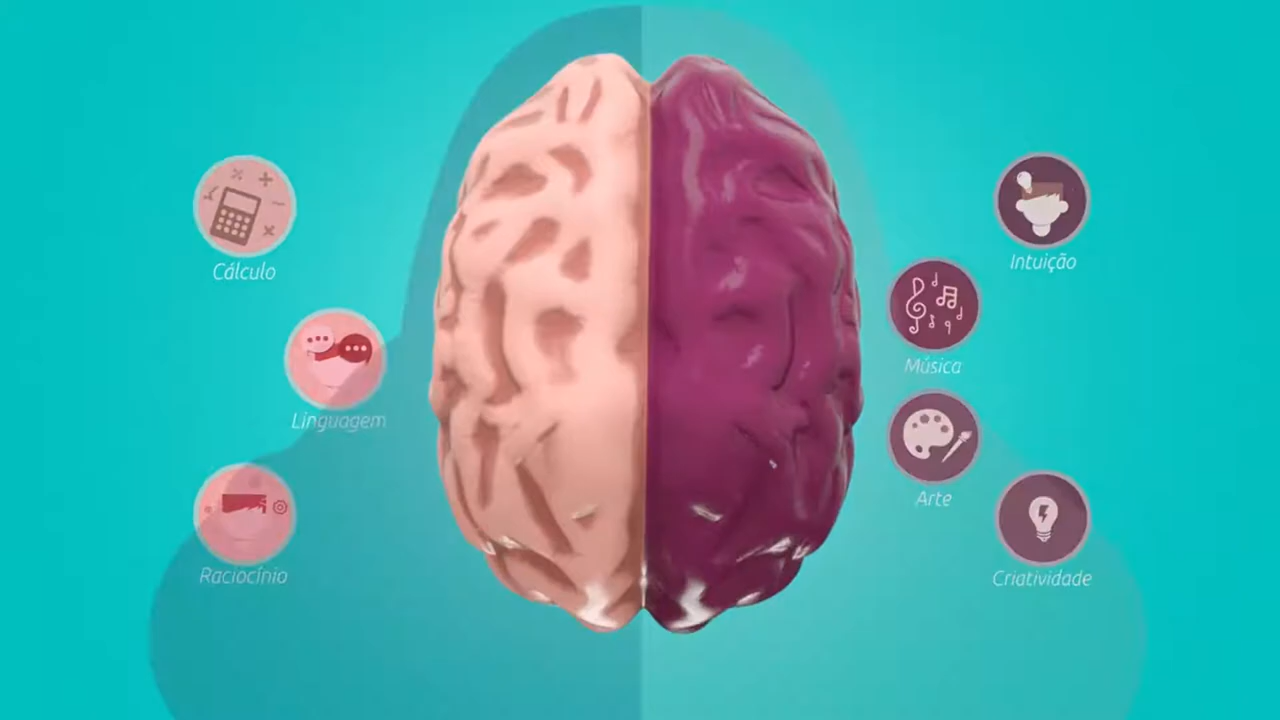 Cálculo
Linguagem
Raciocínio
Intuição
Música
Arte
Criatividade